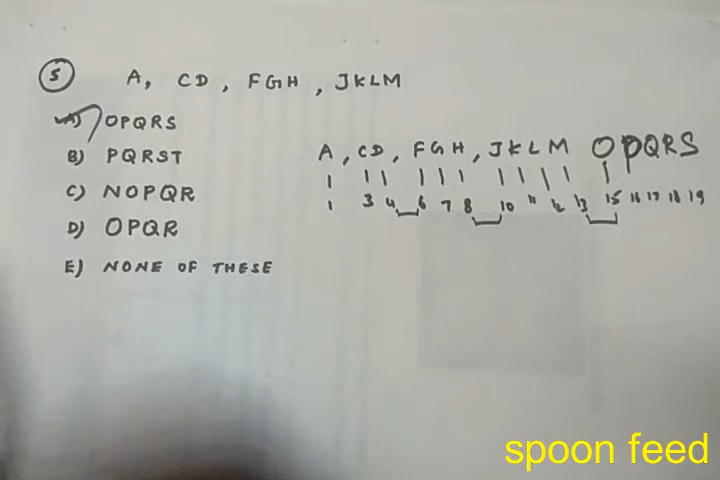 5 A, CD, FGH, JKLM
A) OPQRS
B) PQRST
C) NOPQR
D) OPQR
E) NONE OF THESE
A, CD, FGH, JKLM OPQRS
1 3 4 6 7 8 10 11 12 13 15 16 17 18 19
spoon feed